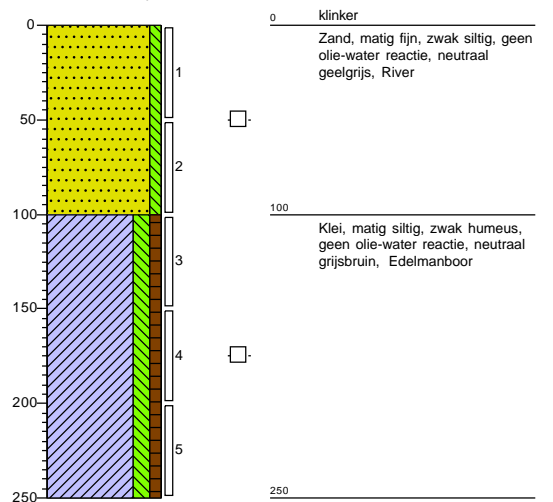 0
50
100
150
200
250
1
2
3
4
5
0 klinker
Zand, matig fijn, zwak siltig, geen
olie-water reactie, neutraal
geelgrijs, River
100
Klei, matig siltig, zwak humeus,
geen olie-water reactie, neutraal
grijsbruin, Edelmanboor
250